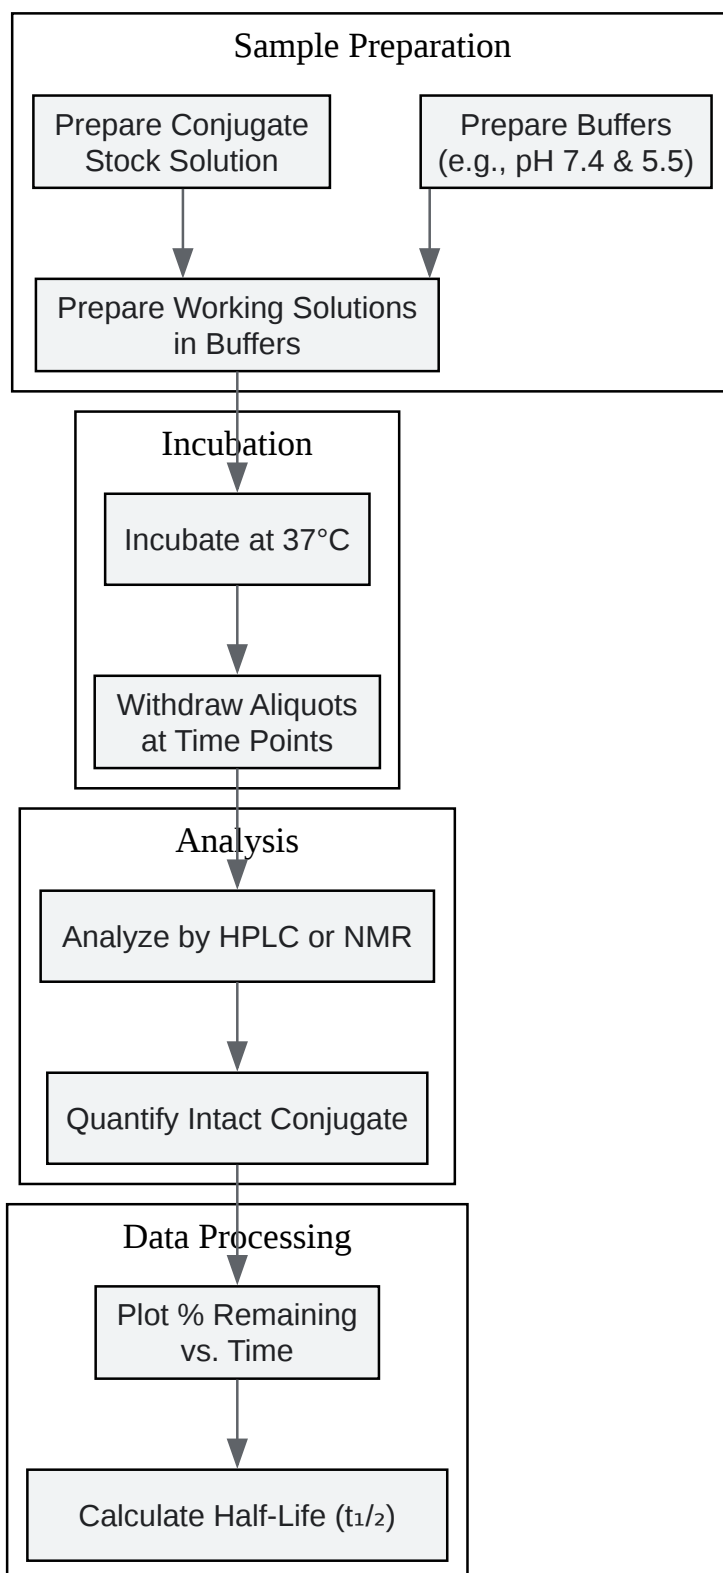 Sample Preparation
Prepare Conjugate
Stock Solution
Prepare Buffers
(e.g., pH 7.4 & 5.5)
Prepare Working Solutions
in Buffers
Incubation
Incubate at 37°C
Withdraw Aliquots
at Time Points
Analysis
Analyze by HPLC or NMR
Quantify Intact Conjugate
Data Processing
Plot % Remaining
vs. Time
Calculate Half-Life (t₁/₂)